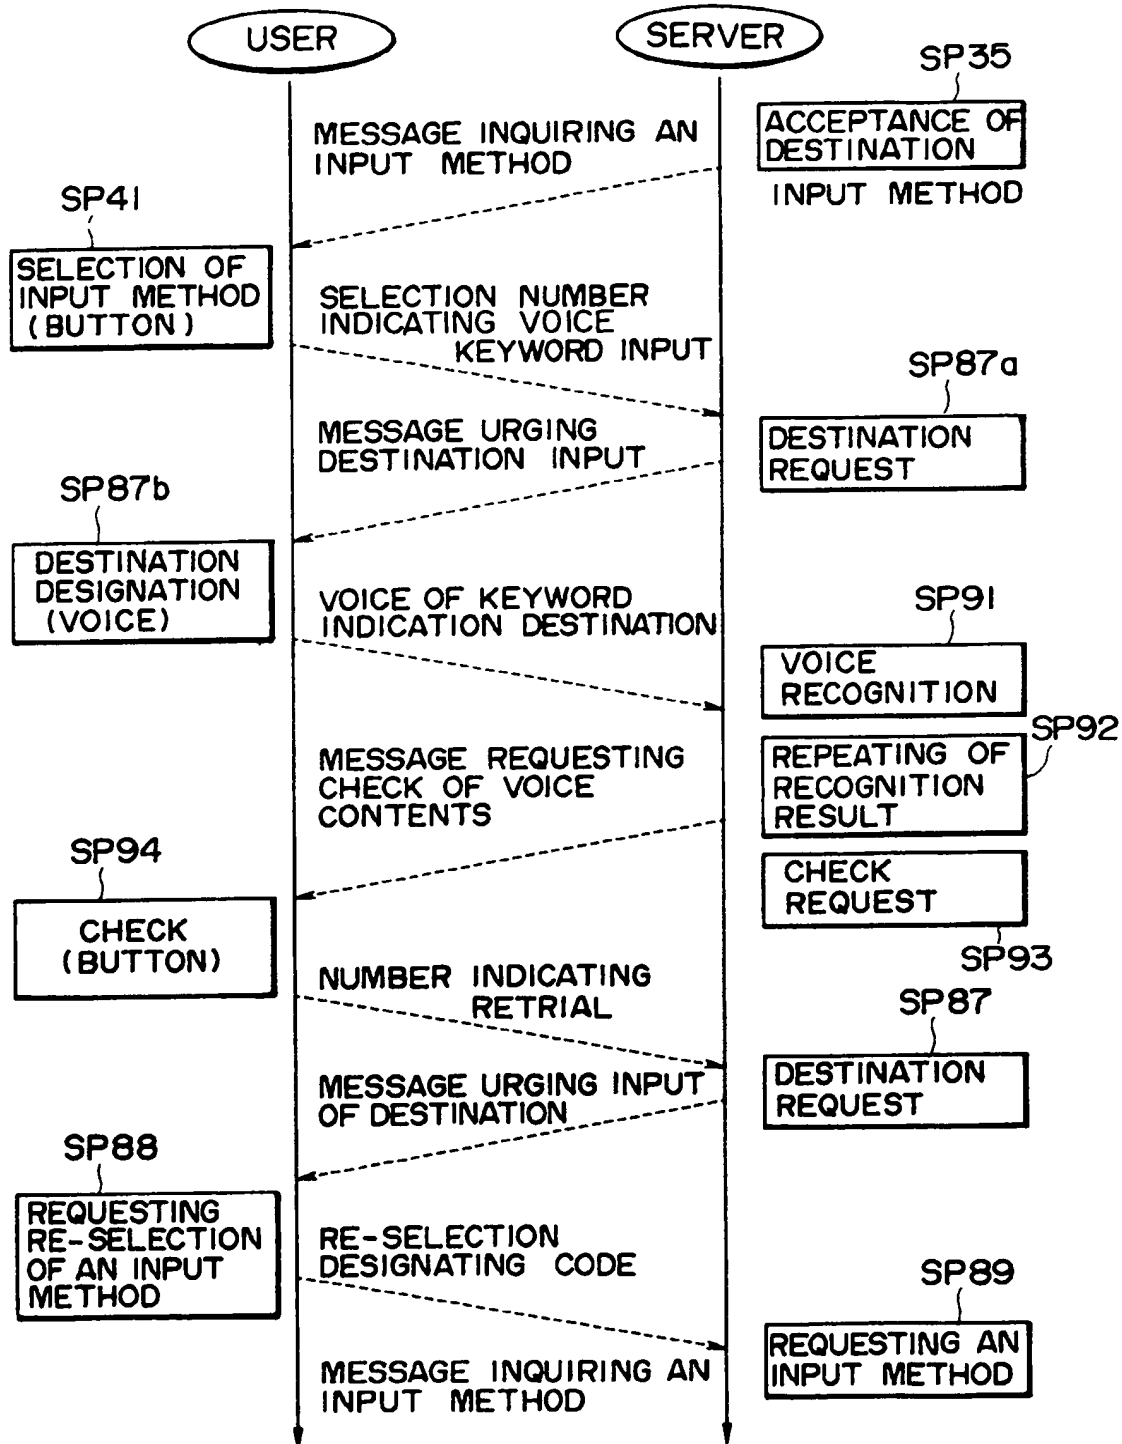 USER
SERVER
SP35
ACCEPTANCE OF
DESTINATION
INPUT METHOD
MESSAGE INQUIRING AN
INPUT METHOD
SP41
SELECTION OF
INPUT METHOD
(BUTTON)
SELECTION NUMBER
INDICATING VOICE
KEYWORD INPUT
SP87a
DESTINATION
REQUEST
MESSAGE URGING
DESTINATION INPUT
SP87b
DESTINATION
DESIGNATION
(VOICE)
VOICE OF KEYWORD
INDICATION DESTINATION
SP91
VOICE
RECOGNITION
SP92
REPEATING OF
RECOGNITION
RESULT
MESSAGE REQUESTING
CHECK OF VOICE
CONTENTS
CHECK
REQUEST
SP93
SP94
CHECK
(BUTTON)
NUMBER INDICATING
RETRIAL
SP87
DESTINATION
REQUEST
MESSAGE URGING INPUT
OF DESTINATION
SP88
REQUESTING
RE-SELECTION
OF AN INPUT
METHOD
RE-SELECTION
DESIGNATING CODE
SP89
REQUESTING AN
INPUT METHOD
MESSAGE INQUIRING AN
INPUT METHOD